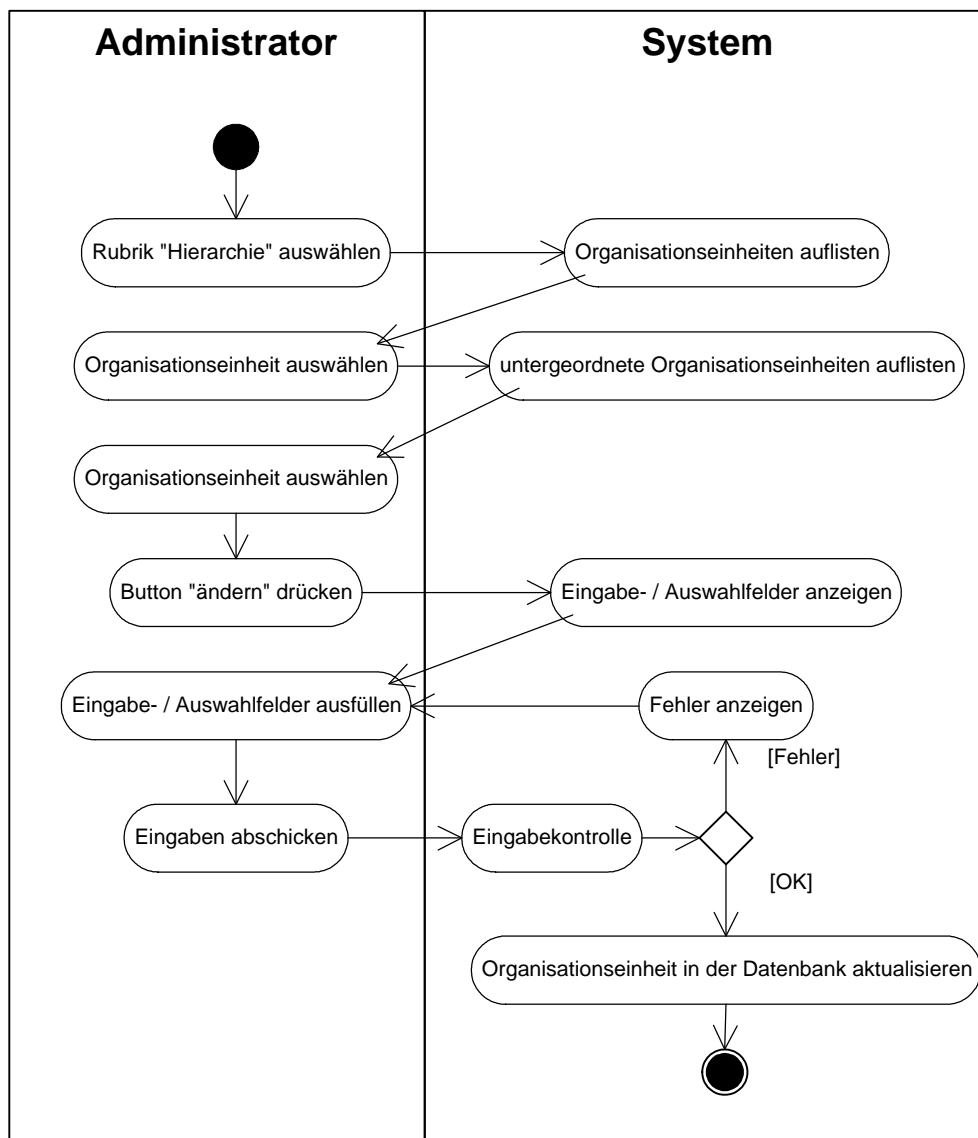 Administrator
System
Rubrik "Hierarchie" auswählen
Organisationseinheiten auflisten
Organisationseinheit auswählen
untergeordnete Organisationseinheiten auflisten
Organisationseinheit auswählen
Button "ändern" drücken
Eingabe- / Auswahlfelder anzeigen
Eingabe- / Auswahlfelder ausfüllen
Fehler anzeigen
[Fehler]
Eingaben abschicken
Eingabekontrolle
[OK]
Organisationseinheit in der Datenbank aktualisieren